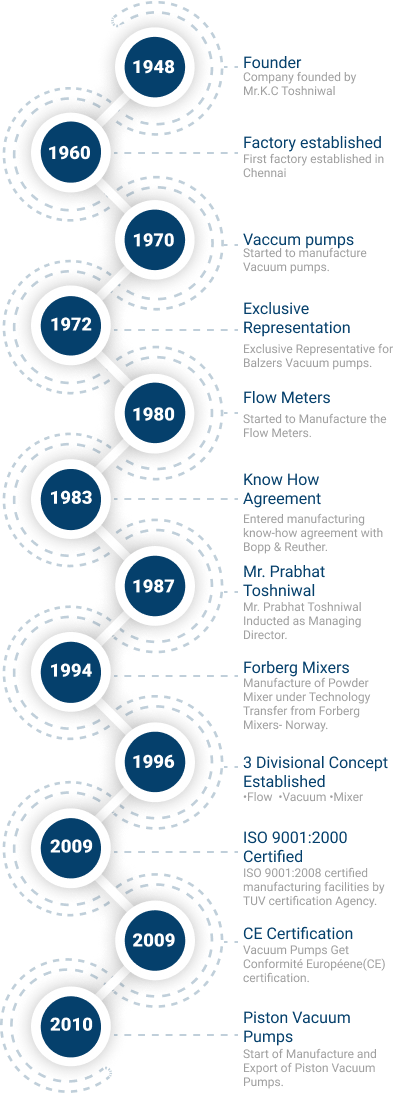 1948
Founder
Company founded by
Mr.K.C Toshniwal
1960
Factory established
First factory established in
Chennai
1970
Vaccum pumps
Started to manufacture
Vacuum pumps.
1972
Exclusive
Representation
Exclusive Representative for
Balzers Vacuum pumps.
1980
Flow Meters
Started to Manufacture the
Flow Meters.
1983
Know How
Agreement
Entered manufacturing
know-how agreement with
Bopp & Reuther.
1987
Mr. Prabhat
Toshniwal
Mr. Prabhat Toshniwal
Inducted as Managing
Director.
1994
Forberg Mixers
Manufacture of Powder
Mixer under Technology
Transfer from Forberg
Mixers- Norway.
1996
3 Divisional Concept
Established
•Flow •Vacuum •Mixer
2009
ISO 9001:2000
Certified
ISO 9001:2008 certified
manufacturing facilities by
TUV certification Agency.
2009
CE Certification
Vacuum Pumps Get
Conformité Européene(CE)
certification.
2010
Piston Vacuum
Pumps
Start of Manufacture and
Export of Piston Vacuum
Pumps.